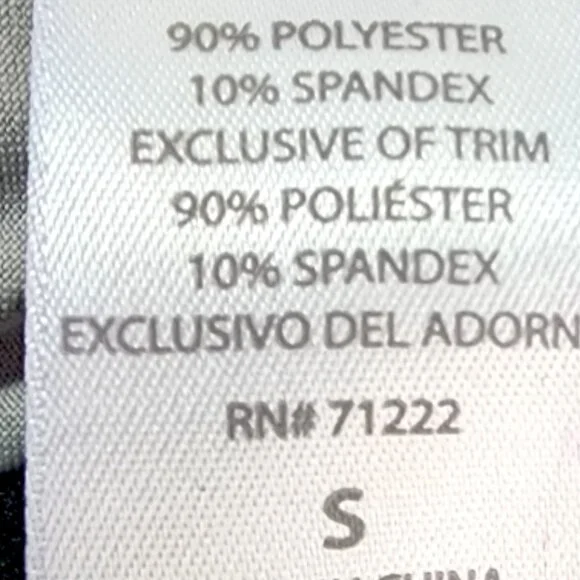 90% POLYESTER
10% SPANDEX
EXCLUSIVE OF TRIM
90% POLIÉSTER
10% SPANDEX
EXCLUSIVO DEL ADORN
RN# 71222
S